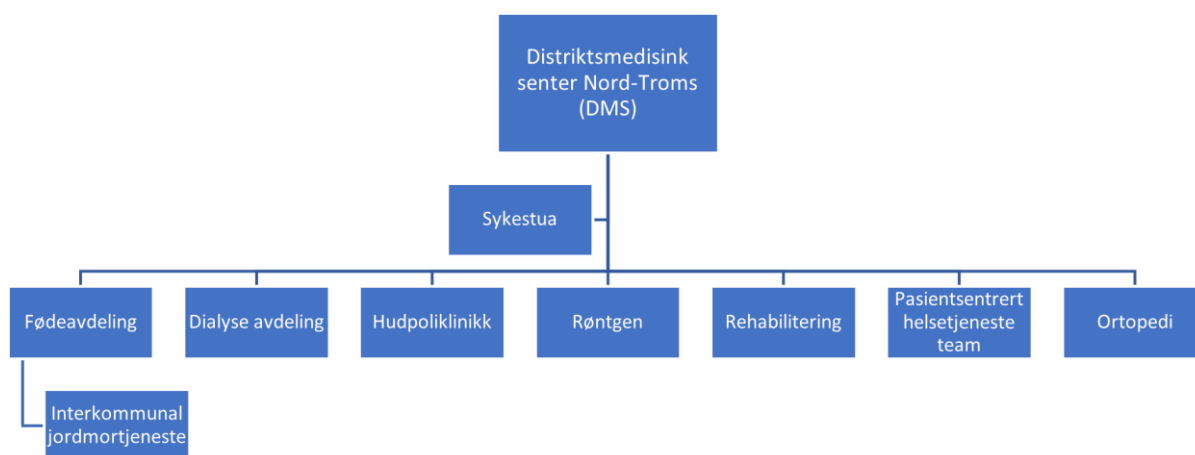 Distriktsmedisink
senter Nord-Troms
(DMS)
Sykestua
Fødeavdeling
Dialyse avdeling
Hudpoliklinikk
Røntgen
Rehabilitering
Pasientsentrert
helsetjeneste
team
Ortopedi
Interkommunal
jordmortjeneste